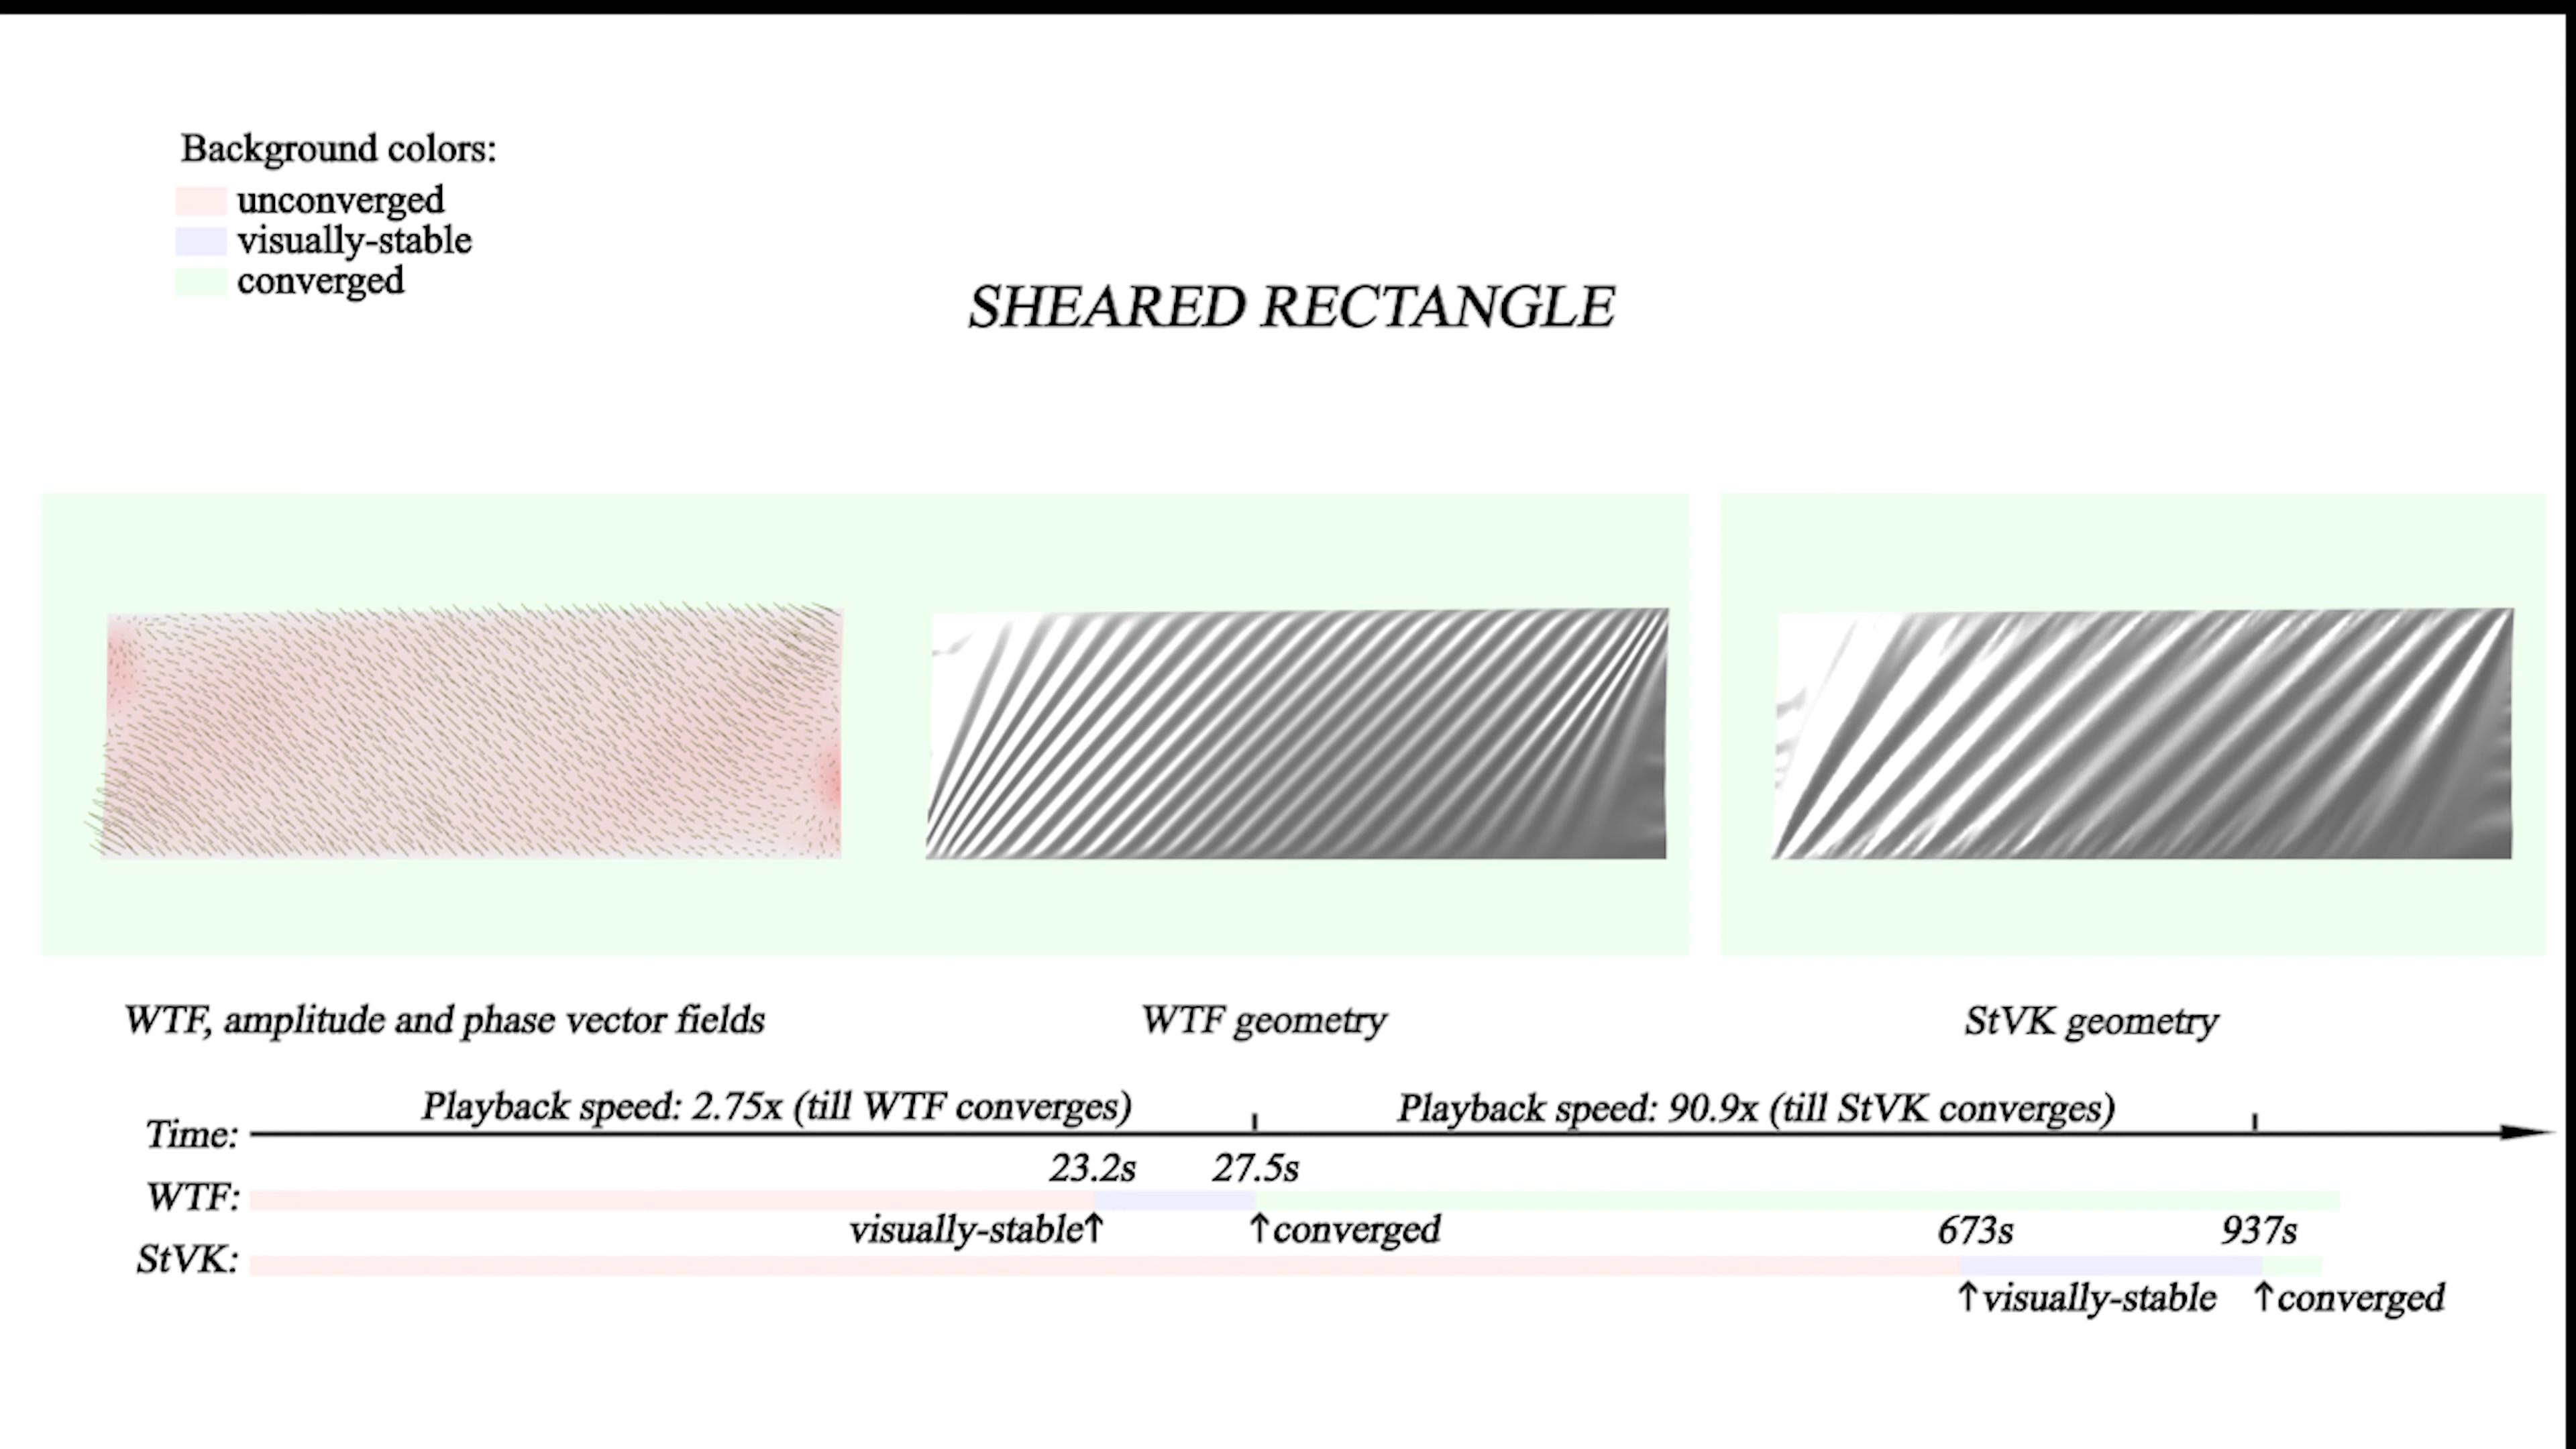 Background colors:
unconverged
visually-stable
converged
SHEARED RECTANGLE
WTF, amplitude and phase vector fields
WTF geometry
StVK geometry
Playback speed: 2.75x (till WTF converges)
Playback speed: 90.9x (till StVK converges)
Time:
23.2s
27.5s
WTF:
visually-stable↑
↑converged
673s
937s
StVK:
↑visually-stable
↑converged